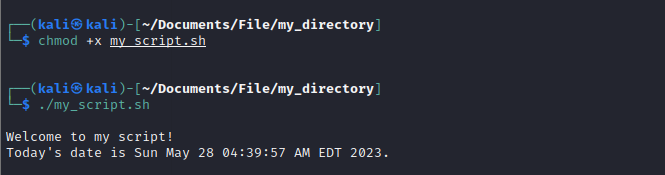 ┌──(kali㉿kali)-[~/Documents/File/my_directory]
└─$ chmod +x my_script.sh
┌──(kali㉿kali)-[~/Documents/File/my_directory]
└─$ ./my_script.sh
Welcome to my script!
Today's date is Sun May 28 04:39:57 AM EDT 2023.